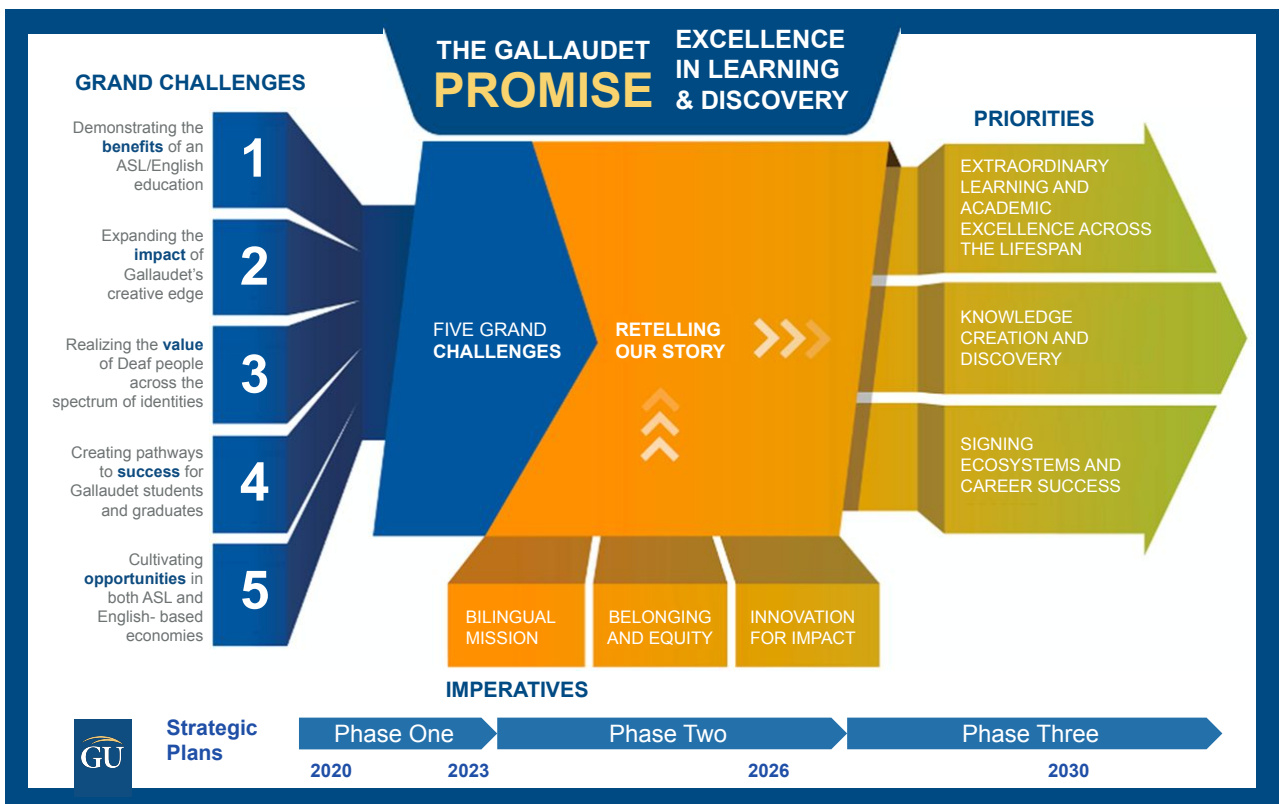 THE GALLAUDET
PROMISE
EXCELLENCE
IN LEARNING
& DISCOVERY
GRAND CHALLENGES
Demonstrating the
benefits of an
ASL/English
education
1
Expanding the
impact of
Gallaudet's
creative edge
2
Realizing the value
of Deaf people
across the
spectrum of identities
3
Creating pathways
to success for
Gallaudet students
and graduates
4
Cultivating
opportunities in
both ASL and
English- based
economies
5
FIVE GRAND
CHALLENGES
RETELLING
OUR STORY
PRIORITIES
EXTRAORDINARY
LEARNING AND
ACADEMIC
EXCELLENCE ACROSS
THE LIFESPAN
KNOWLEDGE
CREATION AND
DISCOVERY
SIGNING
ECOSYSTEMS AND
CAREER SUCCESS
BILINGUAL
MISSION
BELONGING
AND EQUITY
INNOVATION
FOR IMPACT
IMPERATIVES
GU
Strategic
Plans
Phase One
Phase Two
Phase Three
2020
2023
2026
2030